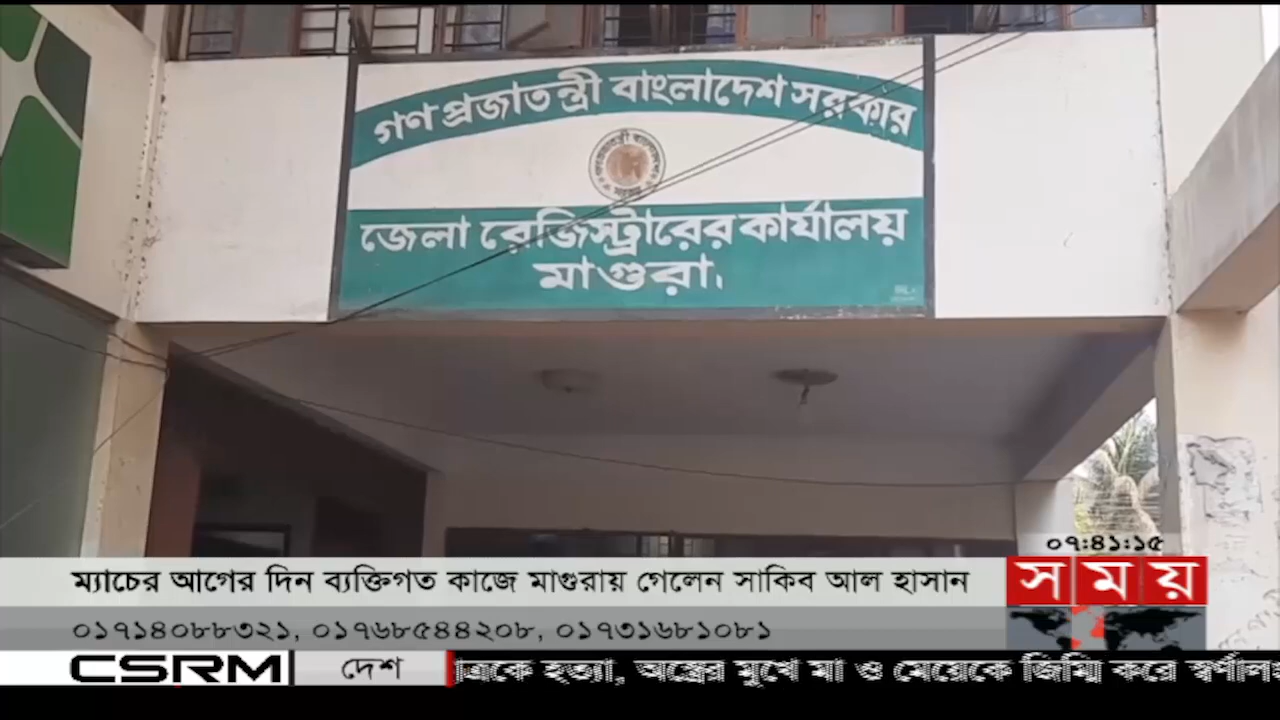 গণ প্রজাতন্ত্রী বাংলাদেশ সরকার
জেলা রেজিস্ট্রারের কার্যালয়
মাগুরা।
০৭:৪১:১৫
ম্যাচের আগের দিন ব্যক্তিগত কাজে মাগুরায় গেলেন সাকিব আল হাসান
সময়
০১৭১৪০৮৮৩২১, ০১৭৬৮৫৪৪২০৮, ০১৭৩১৬৮১০৮১
CSRM দেশ হত্যা, অস্ত্রের মুখে মা ও মেয়েকে জিম্মি করে